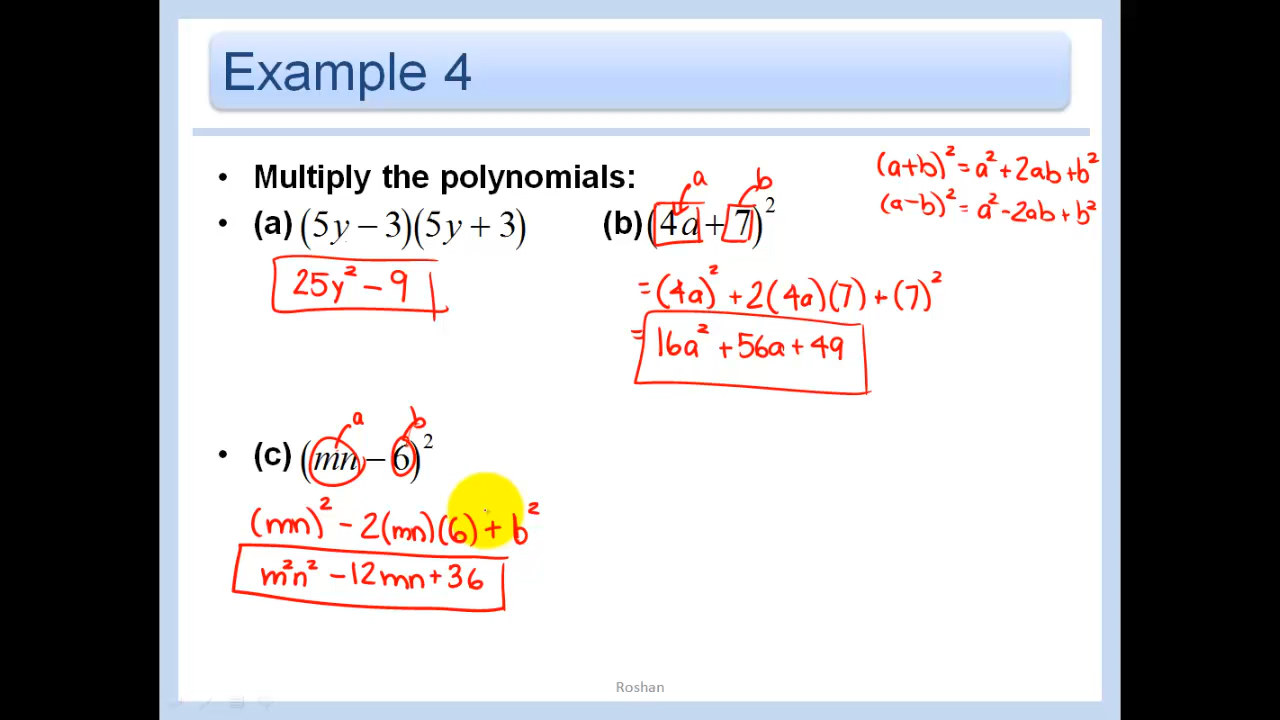 Example 4
• Multiply the polynomials:
(a+b)² = a² + 2ab + b²
(a-b)² = a² - 2ab + b²
a b
• (a) (5y − 3)(5y + 3) (b) (4a + 7)²
25y² - 9
= (4a)² + 2(4a)(7) + (7)²
= 16a² + 56a + 49
a b
• (c) (mn − 6)²
(mn)² - 2(mn)(6) + b²
m²n² - 12mn + 36
Roshan